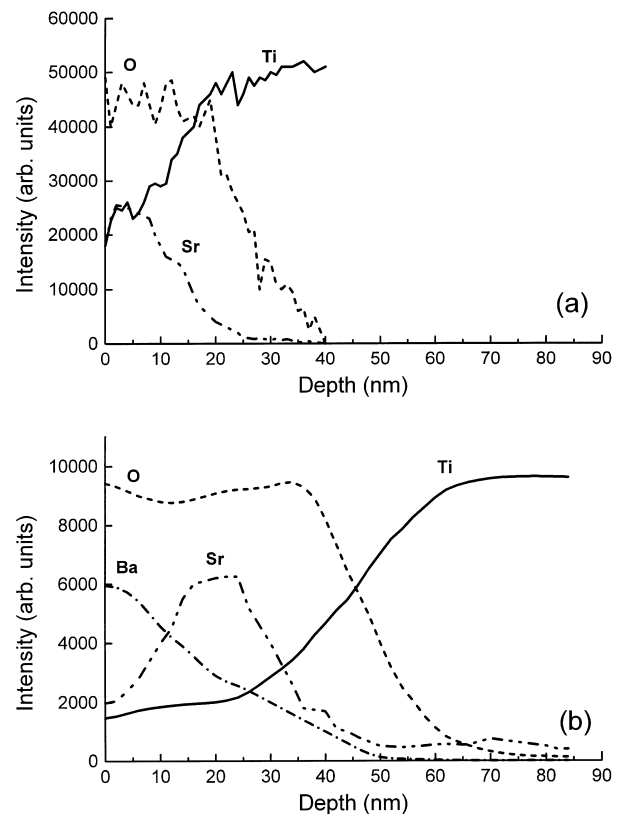 60000
50000
40000
30000
20000
10000
0
Intensity (arb. units)
O
Ti
Sr
(a)
0 10 20 30 40 50 60 70 80 90
Depth (nm)
10000
8000
6000
4000
2000
0
Intensity (arb. units)
O
Ti
Ba
Sr
(b)
0 10 20 30 40 50 60 70 80 90
Depth (nm)